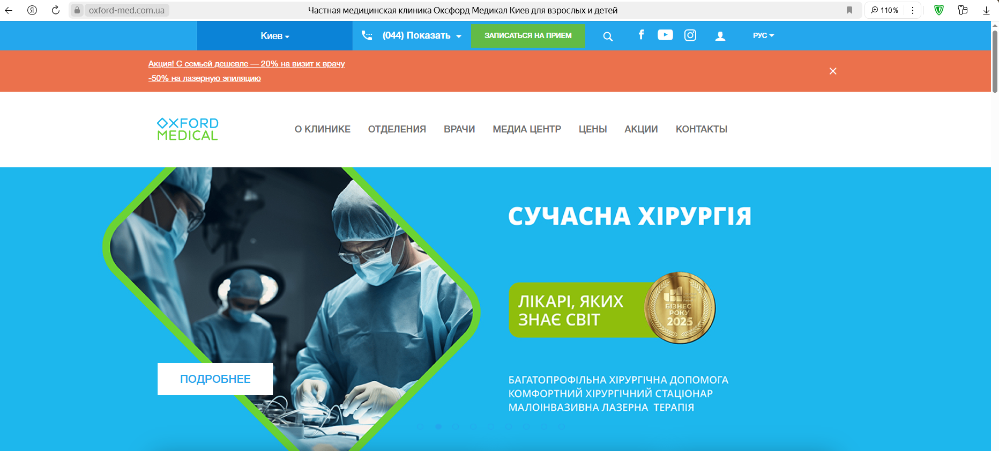 oxford-med.com.ua
Частная медицинская клиника Оксфорд Медикал Киев для взрослых и детей
110%
Киев
(044) Показать
ЗАПИСАТЬСЯ НА ПРИЕМ
РУС
Акция! С семьей дешевле — 20% на визит к врачу
-50% на лазерную эпиляцию
OXFORD
MEDICAL
О КЛИНИКЕ
ОТДЕЛЕНИЯ
ВРАЧИ
МЕДИА ЦЕНТР
ЦЕНЫ
АКЦИИ
КОНТАКТЫ
СУЧАСНА ХІРУРГІЯ
ЛІКАРІ, ЯКИХ
ЗНАЄ СВІТ
БІЗНЕС
РОКУ
2025
ПОДРОБНЕЕ
БАГАТОПРОФІЛЬНА ХІРУРГІЧНА ДОПОМОГА
КОМФОРТНИЙ ХІРУРГІЧНИЙ СТАЦІОНАР
МАЛОІНВАЗИВНА ЛАЗЕРНА ТЕРАПІЯ